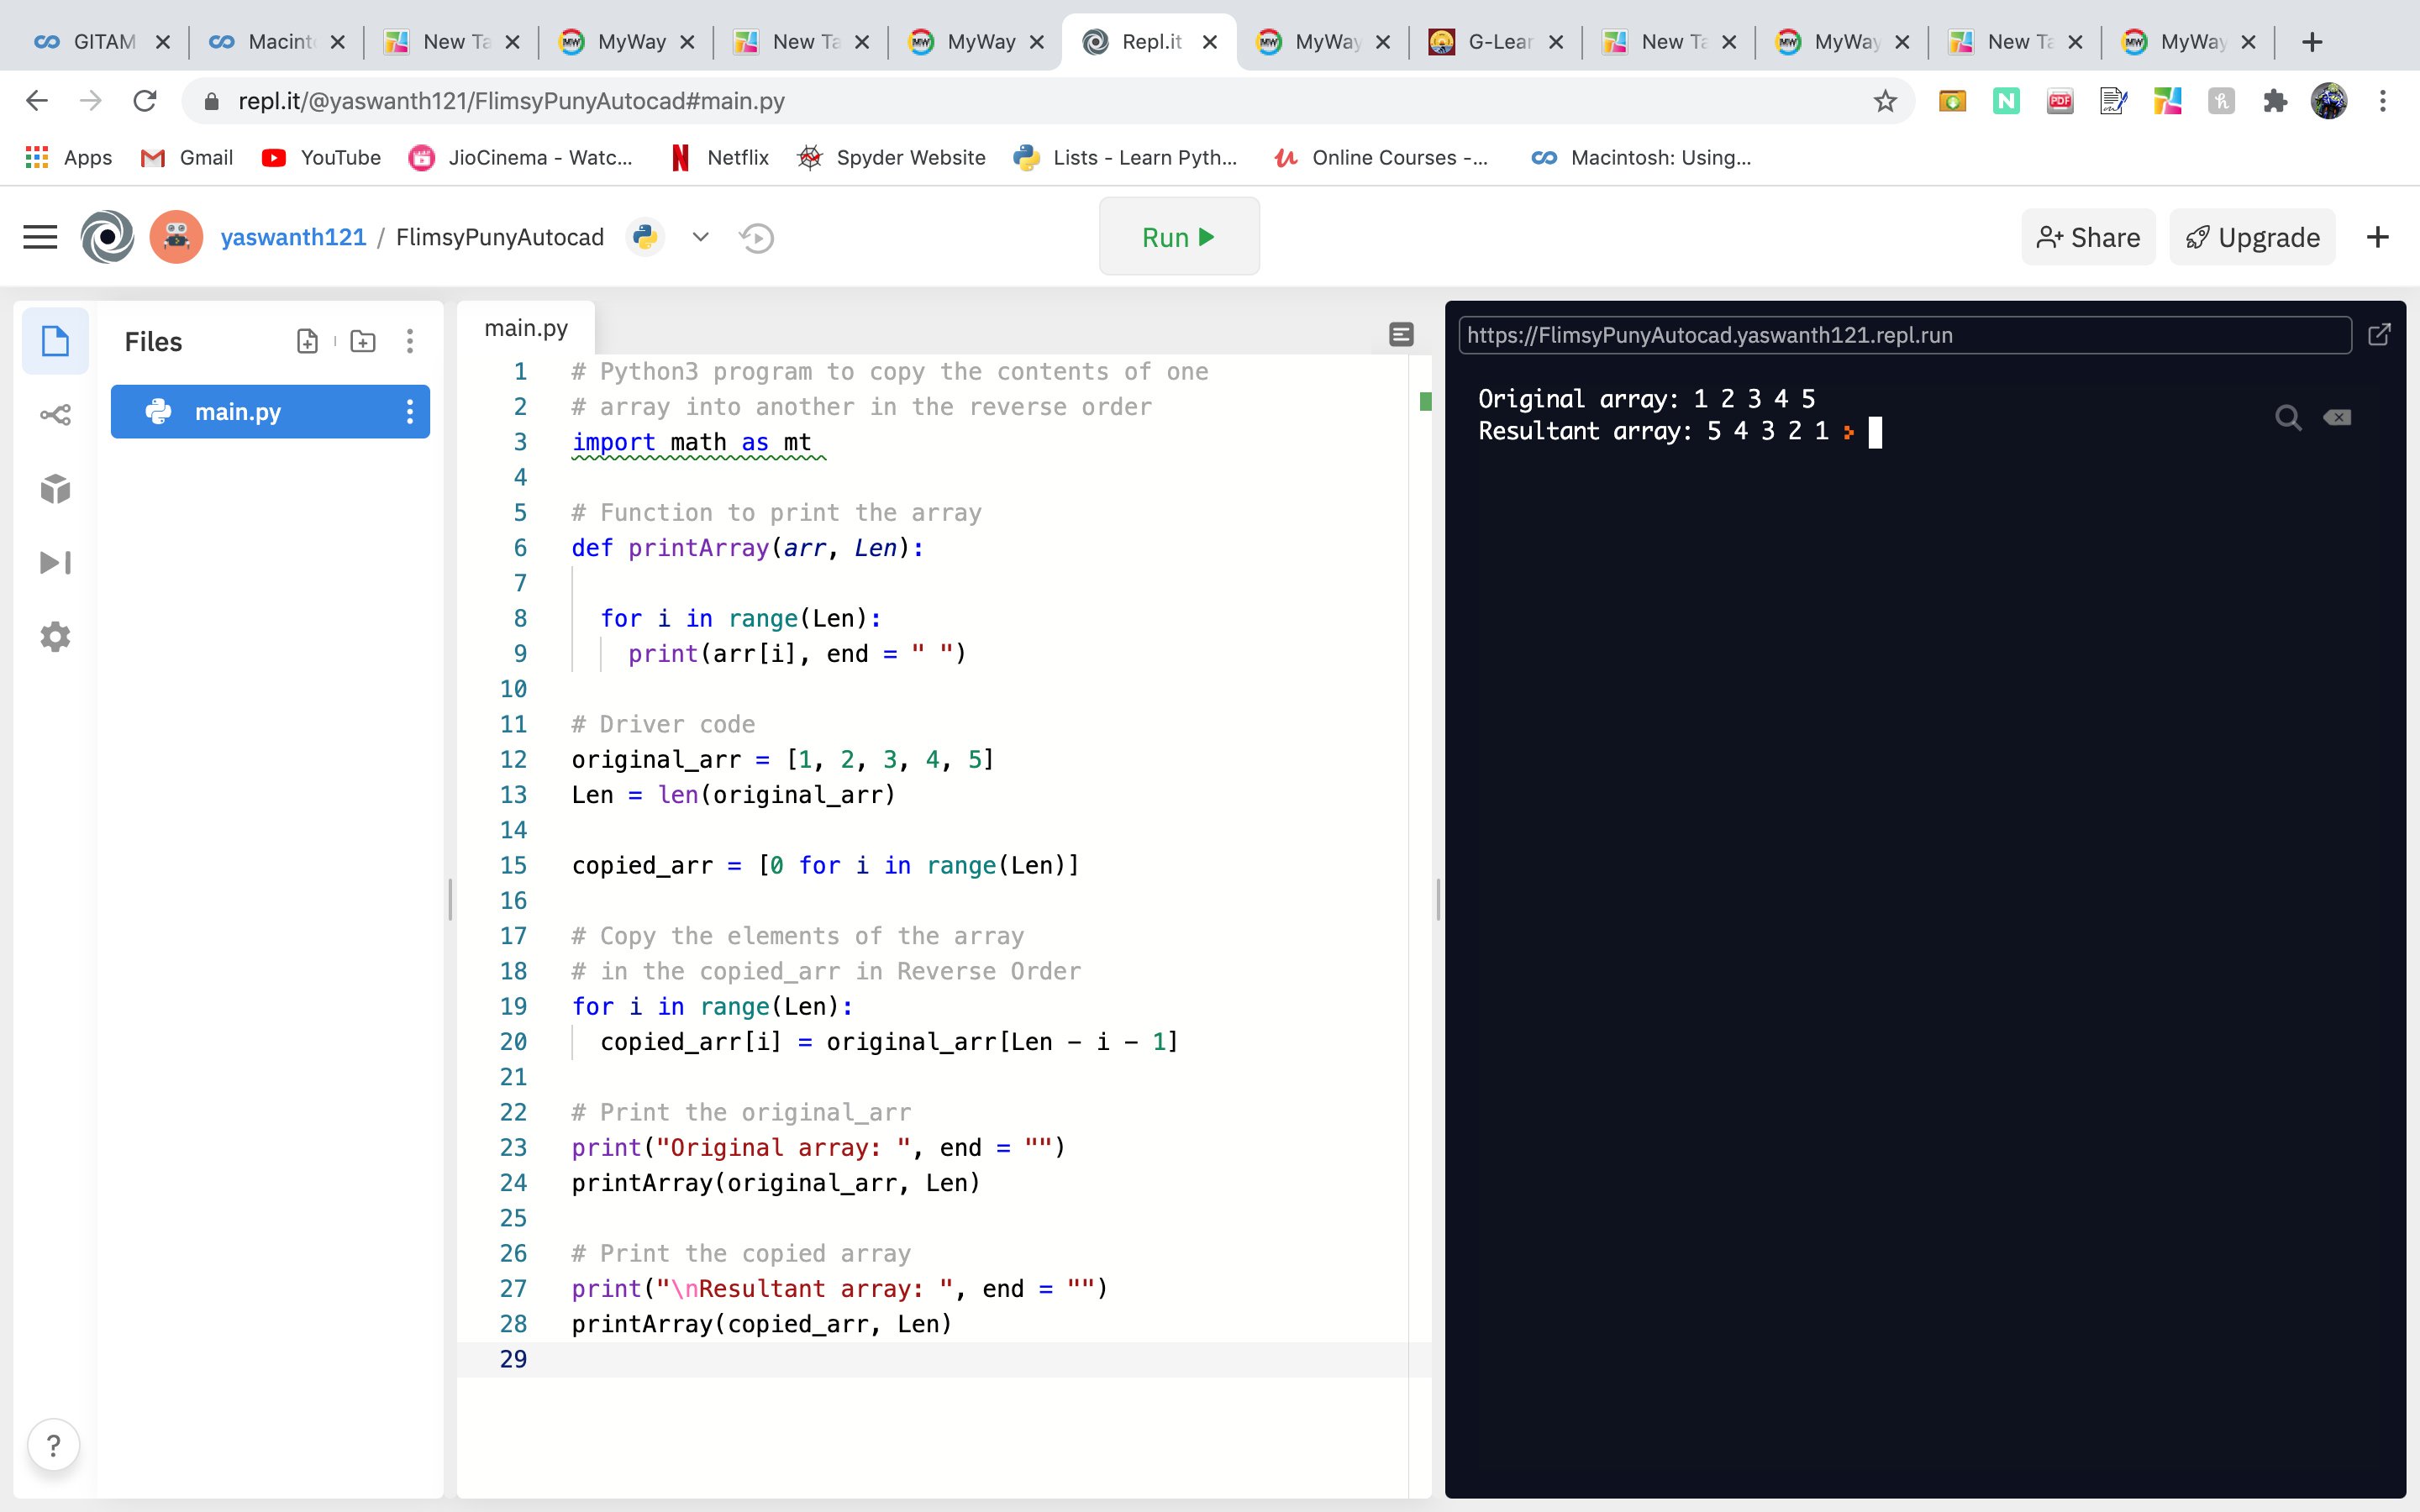 GITAM Macint New Ta MyWay New Ta MyWay Repl.it MyWay G-Lear New Ta MyWay New Ta MyWay
repl.it/@yaswanth121/FlimsyPunyAutocad#main.py
Apps Gmail YouTube JioCinema - Watc... Netflix Spyder Website Lists - Learn Pyth... Online Courses -... Macintosh: Using...
yaswanth121 / FlimsyPunyAutocad Run Share Upgrade
Files
main.py
main.py
1 # Python3 program to copy the contents of one
2 # array into another in the reverse order
3 import math as mt
4
5 # Function to print the array
6 def printArray(arr, Len):
7
8 for i in range(Len):
9 print(arr[i], end = " ")
10
11 # Driver code
12 original_arr = [1, 2, 3, 4, 5]
13 Len = len(original_arr)
14
15 copied_arr = [0 for i in range(Len)]
16
17 # Copy the elements of the array
18 # in the copied_arr in Reverse Order
19 for i in range(Len):
20 copied_arr[i] = original_arr[Len - i - 1]
21
22 # Print the original_arr
23 print("Original array: ", end = "")
24 printArray(original_arr, Len)
25
26 # Print the copied array
27 print("\nResultant array: ", end = "")
28 printArray(copied_arr, Len)
29
https://FlimsyPunyAutocad.yaswanth121.repl.run
Original array: 1 2 3 4 5
Resultant array: 5 4 3 2 1
?